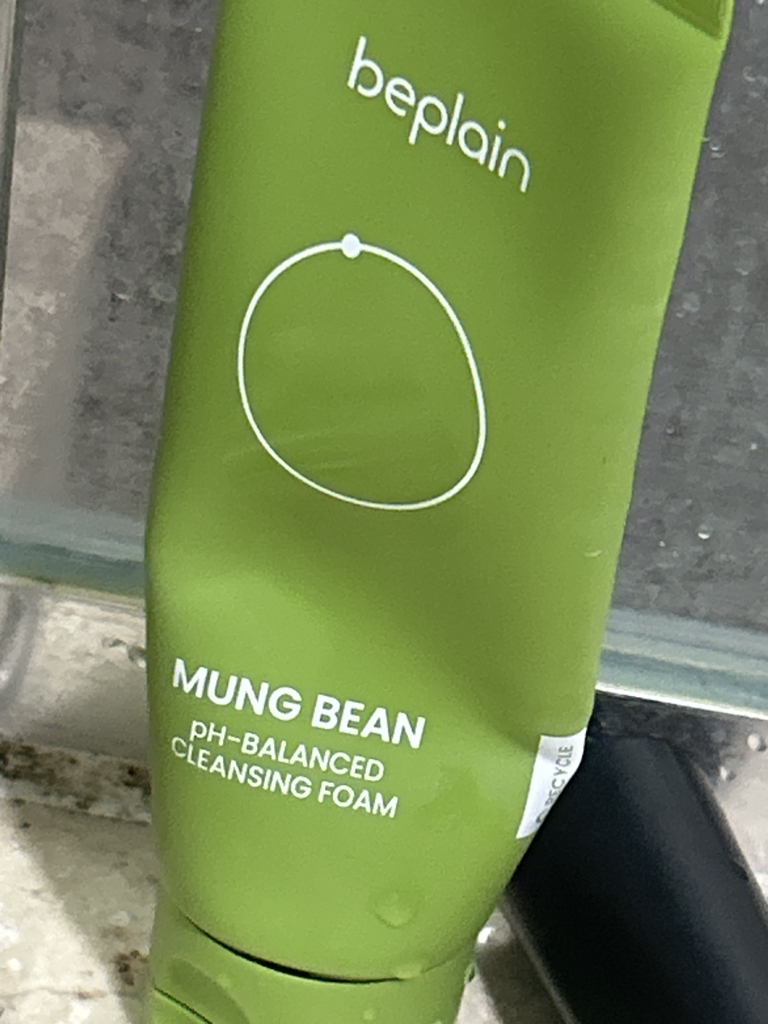 beplain
MUNG BEAN
pH-BALANCED
CLEANSING FOAM
RECYCLE